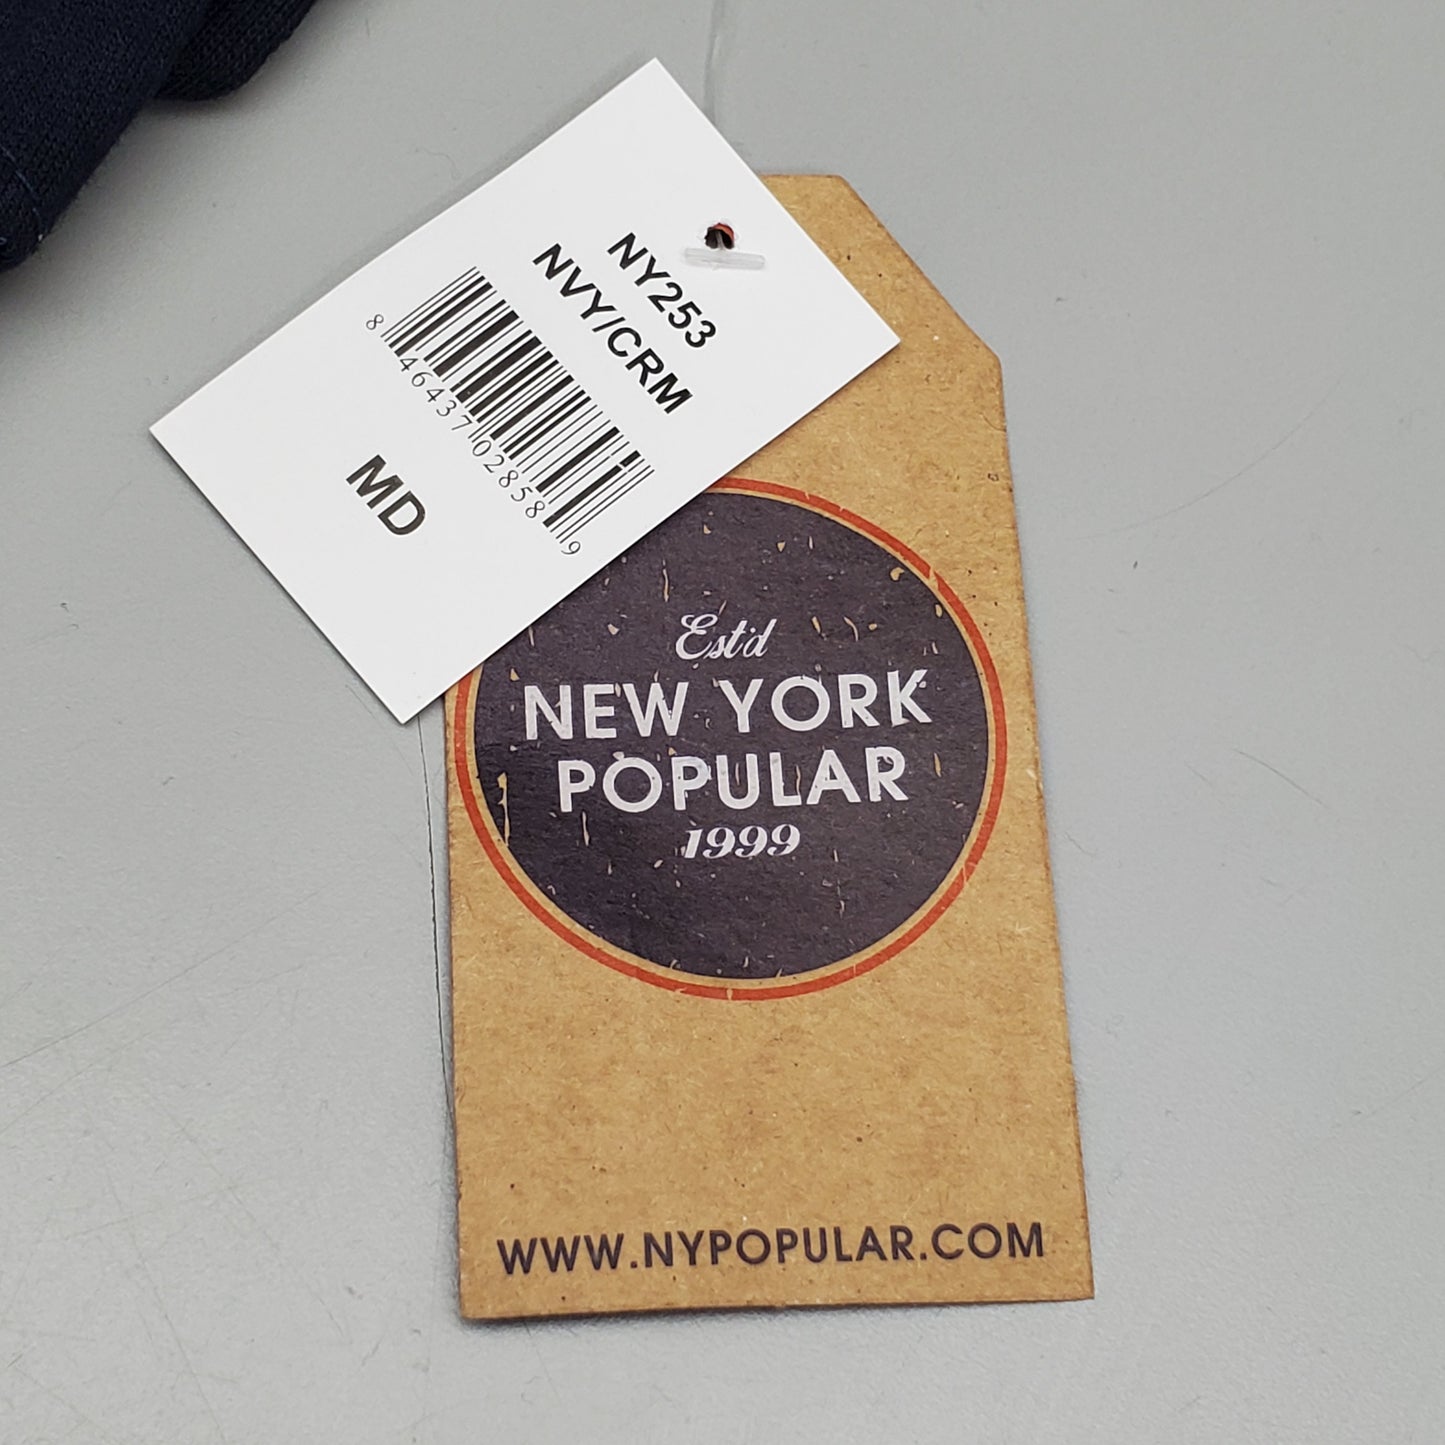 NY253
NVY/CRM
8 46437 02858 9
MD
Est'd
NEW YORK
POPULAR
1999
WWW.NYPOPULAR.COM